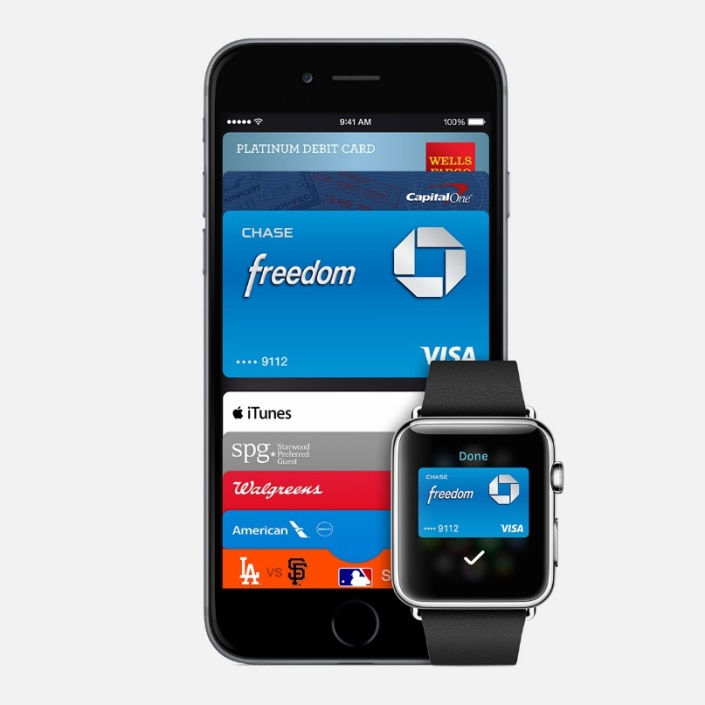 9:41 AM 100%
PLATINUM DEBIT CARD
WELLS
FARGO
CapitalOne
CHASE
freedom
•••• 9112 VISA
iTunes
spg. Starwood
Preferred
Guest
Walgreens
American
LA VS SF
S
Done
CHASE
freedom
•••• 9112 VISA